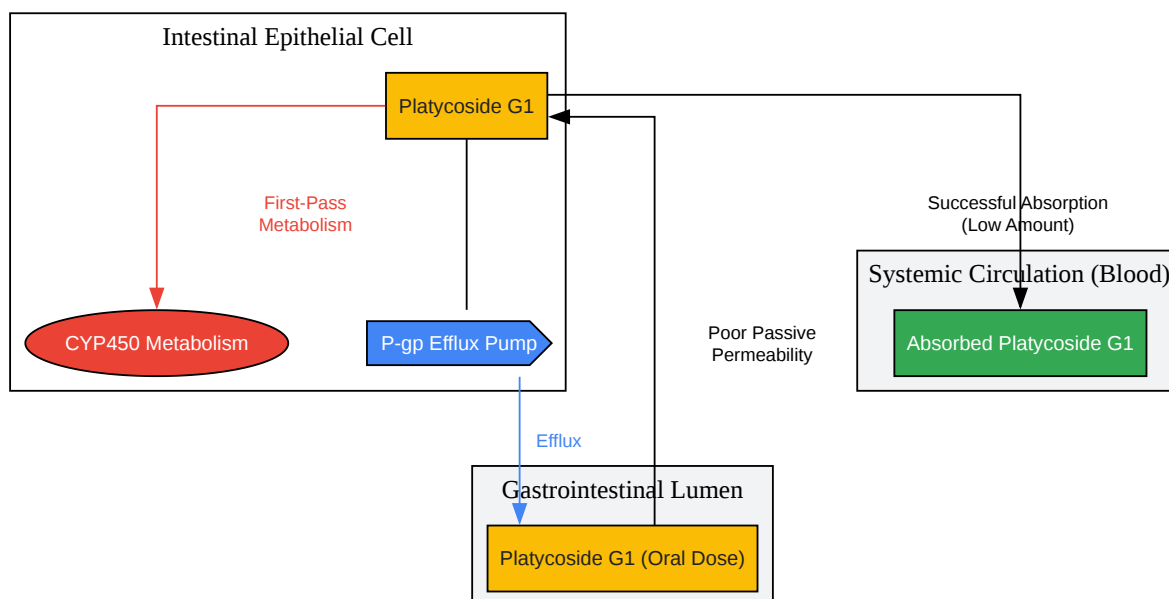 Intestinal Epithelial Cell
Platycoside G1
First-Pass
Metabolism
Successful Absorption
(Low Amount)
Systemic Circulation (Blood)
CYP450 Metabolism
P-gp Efflux Pump
Poor Passive
Permeability
Absorbed Platycoside G1
Efflux
Gastrointestinal Lumen
Platycoside G1 (Oral Dose)